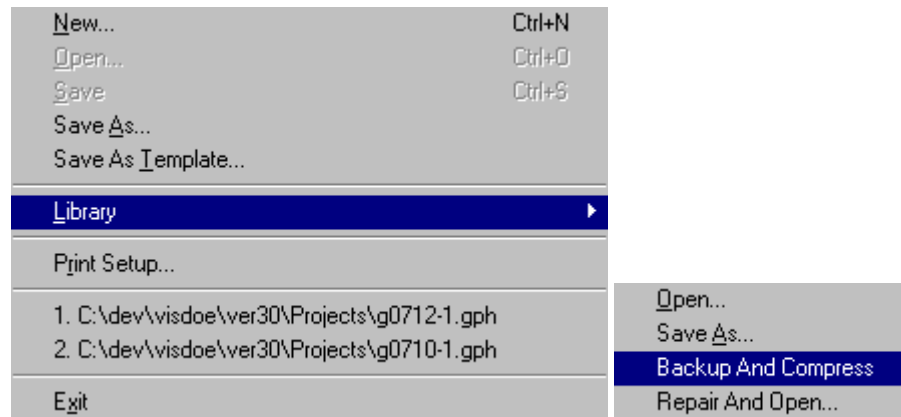 New... Ctrl+N
Open... Ctrl+O
Save Ctrl+S
Save As...
Save As Template...
Library
Print Setup...
1. C:\dev\visdoe\ver30\Projects\g0712-1.gph
2. C:\dev\visdoe\ver30\Projects\g0710-1.gph
Exit
Open...
Save As...
Backup And Compress
Repair And Open...